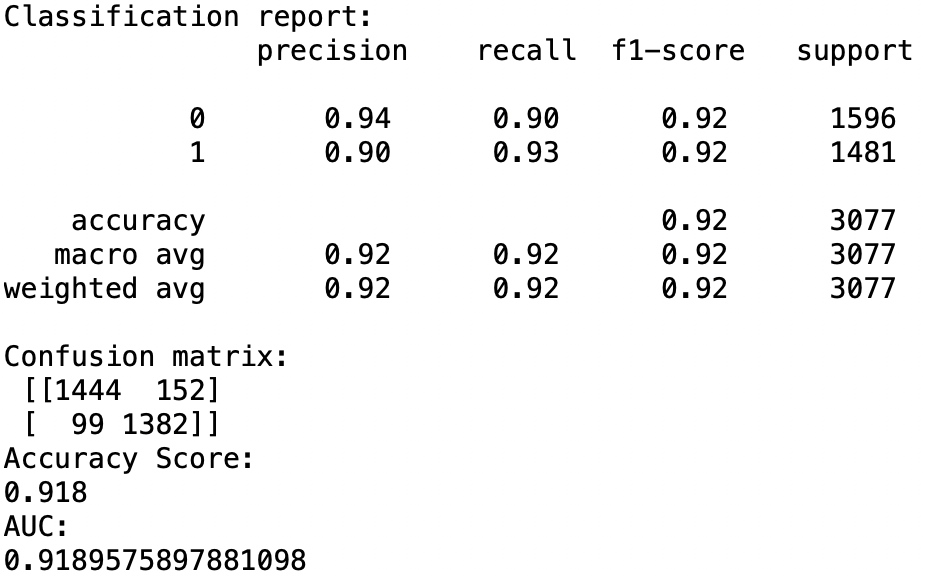 Classification report:
              precision    recall  f1-score   support

           0       0.94      0.90      0.92      1596
           1       0.90      0.93      0.92      1481

    accuracy                           0.92      3077
   macro avg       0.92      0.92      0.92      3077
weighted avg       0.92      0.92      0.92      3077

Confusion matrix:
 [[1444  152]
 [  99 1382]]
Accuracy Score:
0.918
AUC:
0.9189575897881098